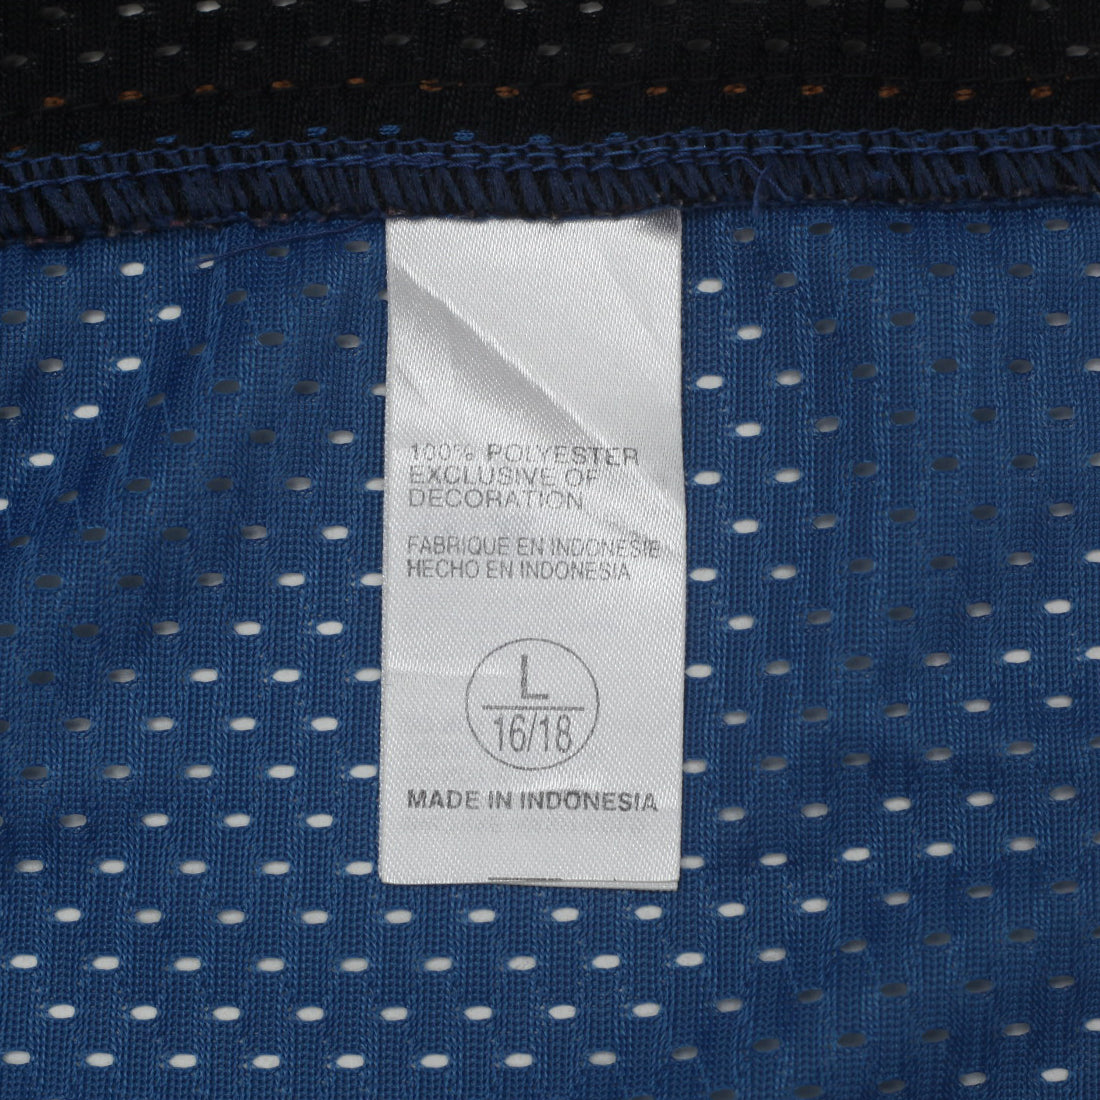 100% POLYESTER
EXCLUSIVE OF
DECORATION
FABRIQUE EN INDONESIE
HECHO EN INDONESIA
L
16/18
MADE IN INDONESIA